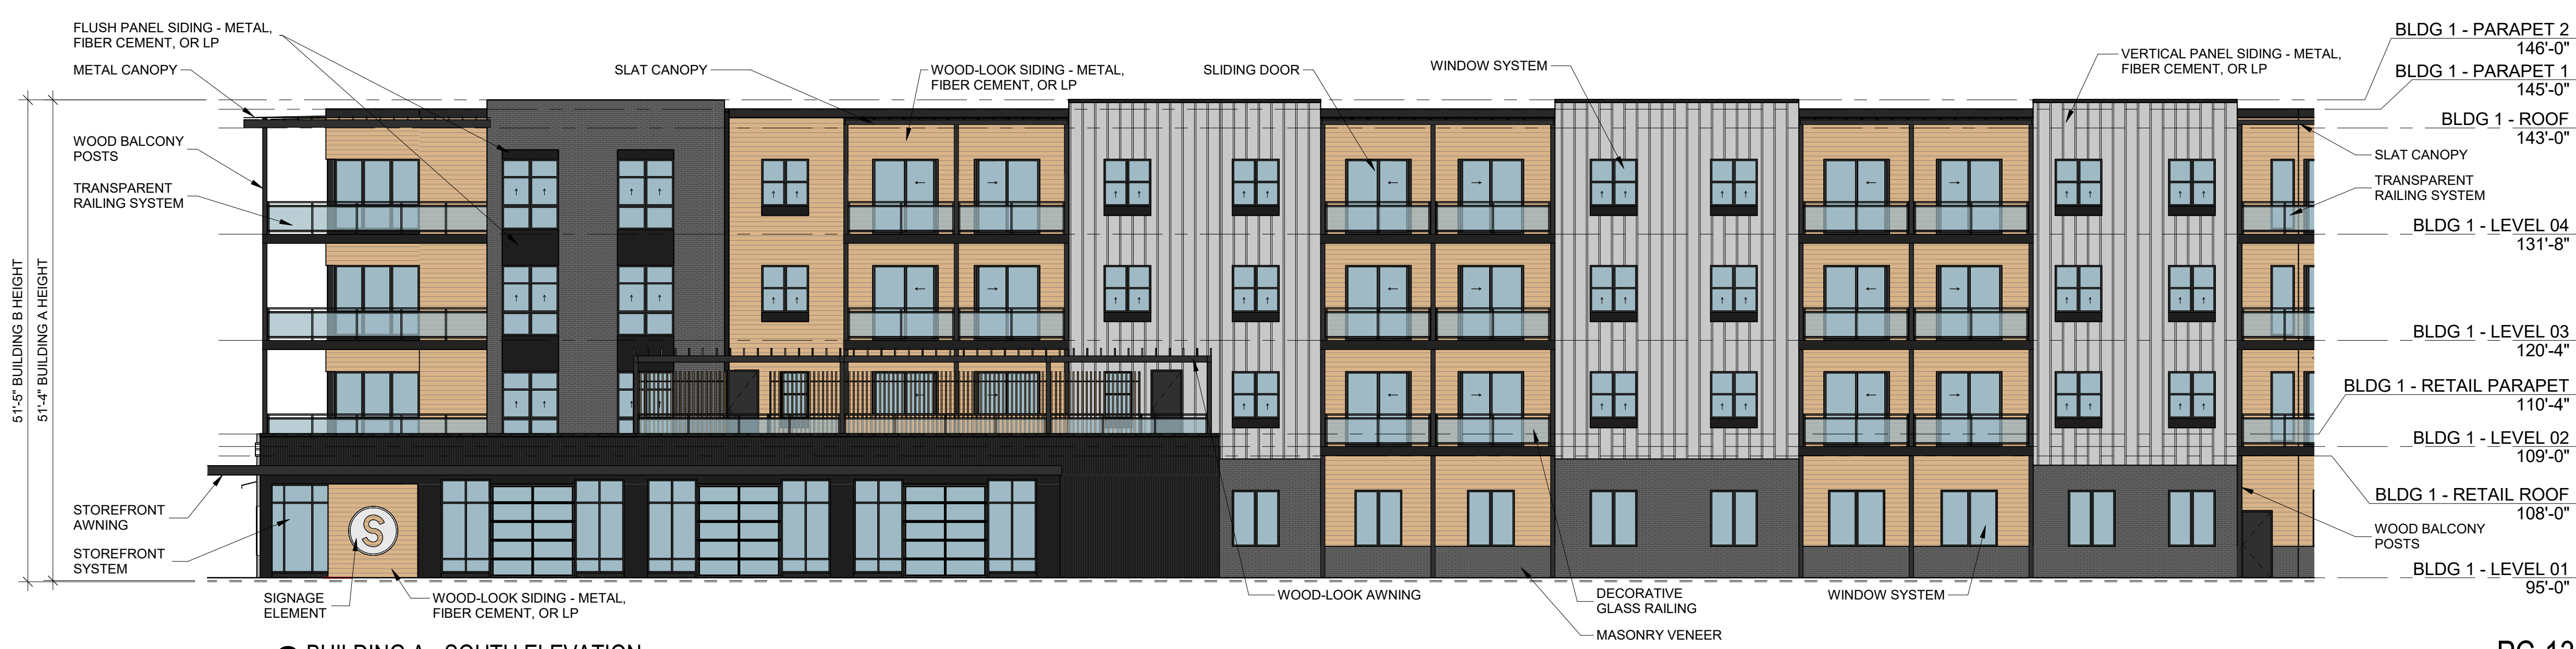 FLUSH PANEL SIDING - METAL,
FIBER CEMENT, OR LP
METAL CANOPY
WOOD BALCONY
POSTS
TRANSPARENT
RAILING SYSTEM
51'-5" BUILDING B HEIGHT
51'-4" BUILDING A HEIGHT
STOREFRONT
AWNING
STOREFRONT
SYSTEM
SIGNAGE
ELEMENT
S
WOOD-LOOK SIDING - METAL,
FIBER CEMENT, OR LP
SLAT CANOPY
WOOD-LOOK SIDING - METAL,
FIBER CEMENT, OR LP
SLIDING DOOR
WINDOW SYSTEM
VERTICAL PANEL SIDING - METAL,
FIBER CEMENT, OR LP
WOOD-LOOK AWNING
DECORATIVE
GLASS RAILING
MASONRY VENEER
WINDOW SYSTEM
BLDG 1 - PARAPET 2
146'-0"
BLDG 1 - PARAPET 1
145'-0"
BLDG 1 - ROOF
143'-0"
SLAT CANOPY
TRANSPARENT
RAILING SYSTEM
BLDG 1 - LEVEL 04
131'-8"
BLDG 1 - LEVEL 03
120'-4"
BLDG 1 - RETAIL PARAPET
110'-4"
BLDG 1 - LEVEL 02
109'-0"
BLDG 1 - RETAIL ROOF
108'-0"
WOOD BALCONY
POSTS
BLDG 1 - LEVEL 01
95'-0"
BUILDING A - SOUTH ELEVATION